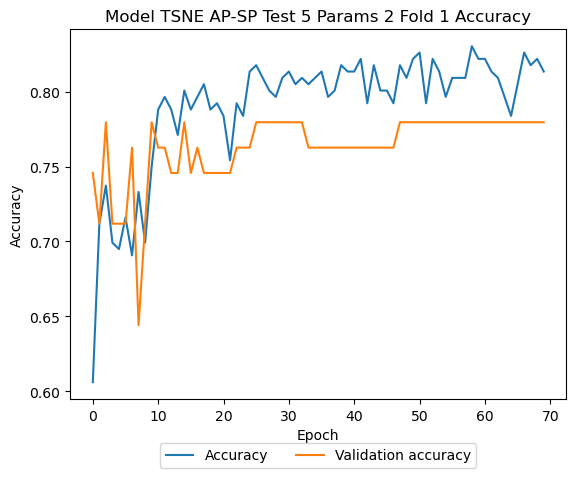 Model TSNE AP-SP Test 5 Params 2 Fold 1 Accuracy
Accuracy
0.80
0.75
0.70
0.65
0.60
0 10 20 30 40 50 60 70
Epoch
Accuracy Validation accuracy